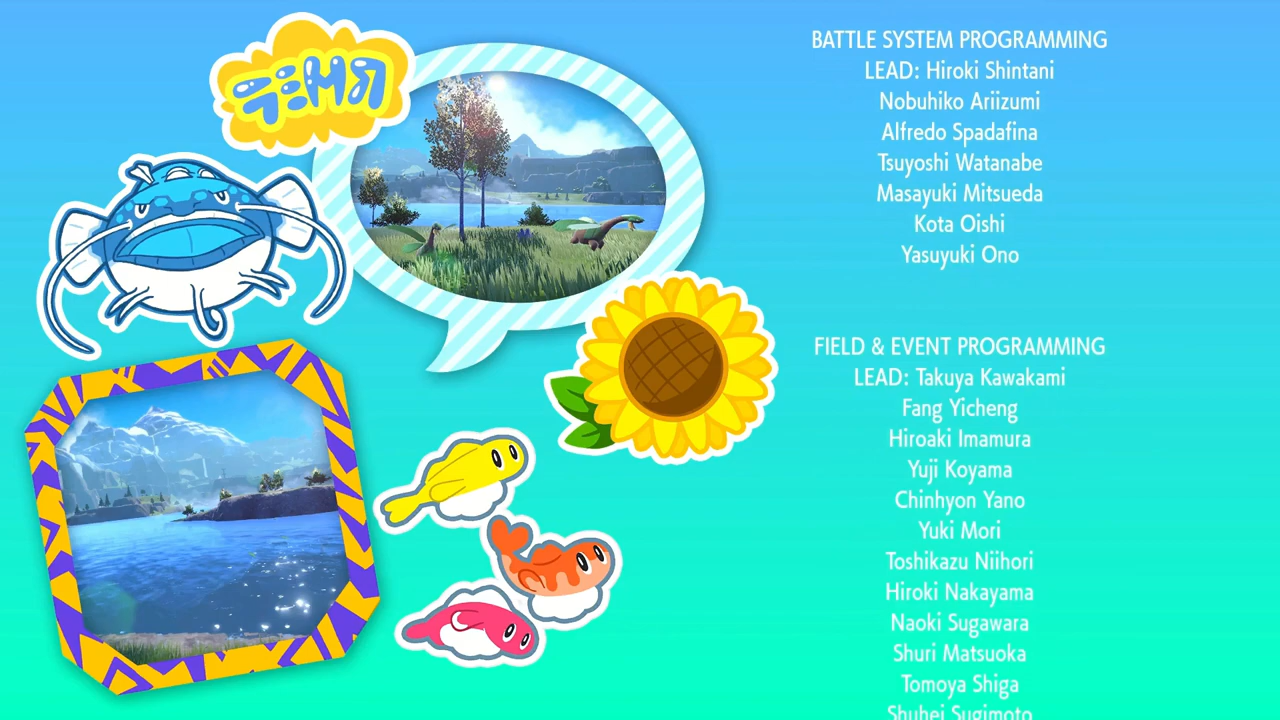 BATTLE SYSTEM PROGRAMMING
LEAD: Hiroki Shintani
Nobuhiko Ariizumi
Alfredo Spadafina
Tsuyoshi Watanabe
Masayuki Mitsueda
Kota Oishi
Yasuyuki Ono
FIELD & EVENT PROGRAMMING
LEAD: Takuya Kawakami
Fang Yicheng
Hiroaki Imamura
Yuji Koyama
Chinhyon Yano
Yuki Mori
Toshikazu Niihori
Hiroki Nakayama
Naoki Sugawara
Shuri Matsuoka
Tomoya Shiga
Shuhei Sugimoto